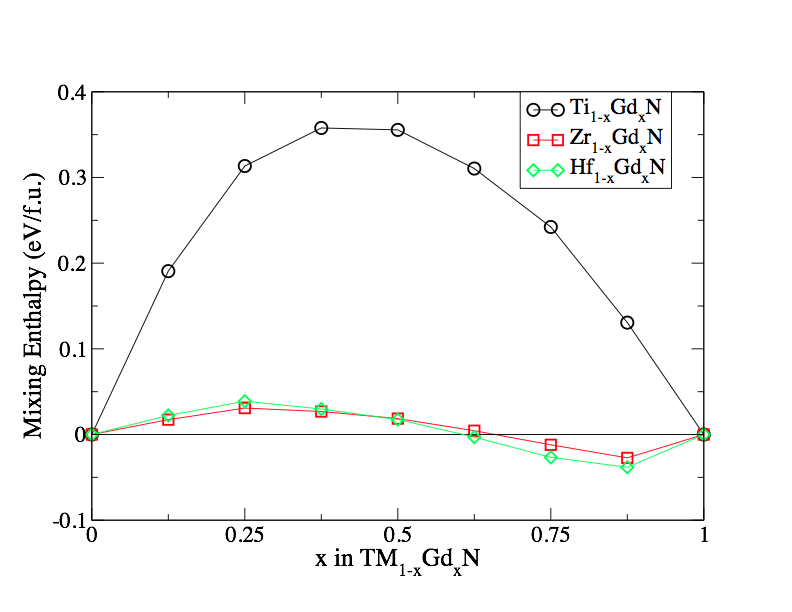 0.4
0.3
0.2
0.1
0
-0.1
Mixing Enthalpy (eV/f.u.)
Ti1-xGdxN
Zr1-xGdxN
Hf1-xGdxN
0 0.25 0.5 0.75 1
x in TM1-xGdxN